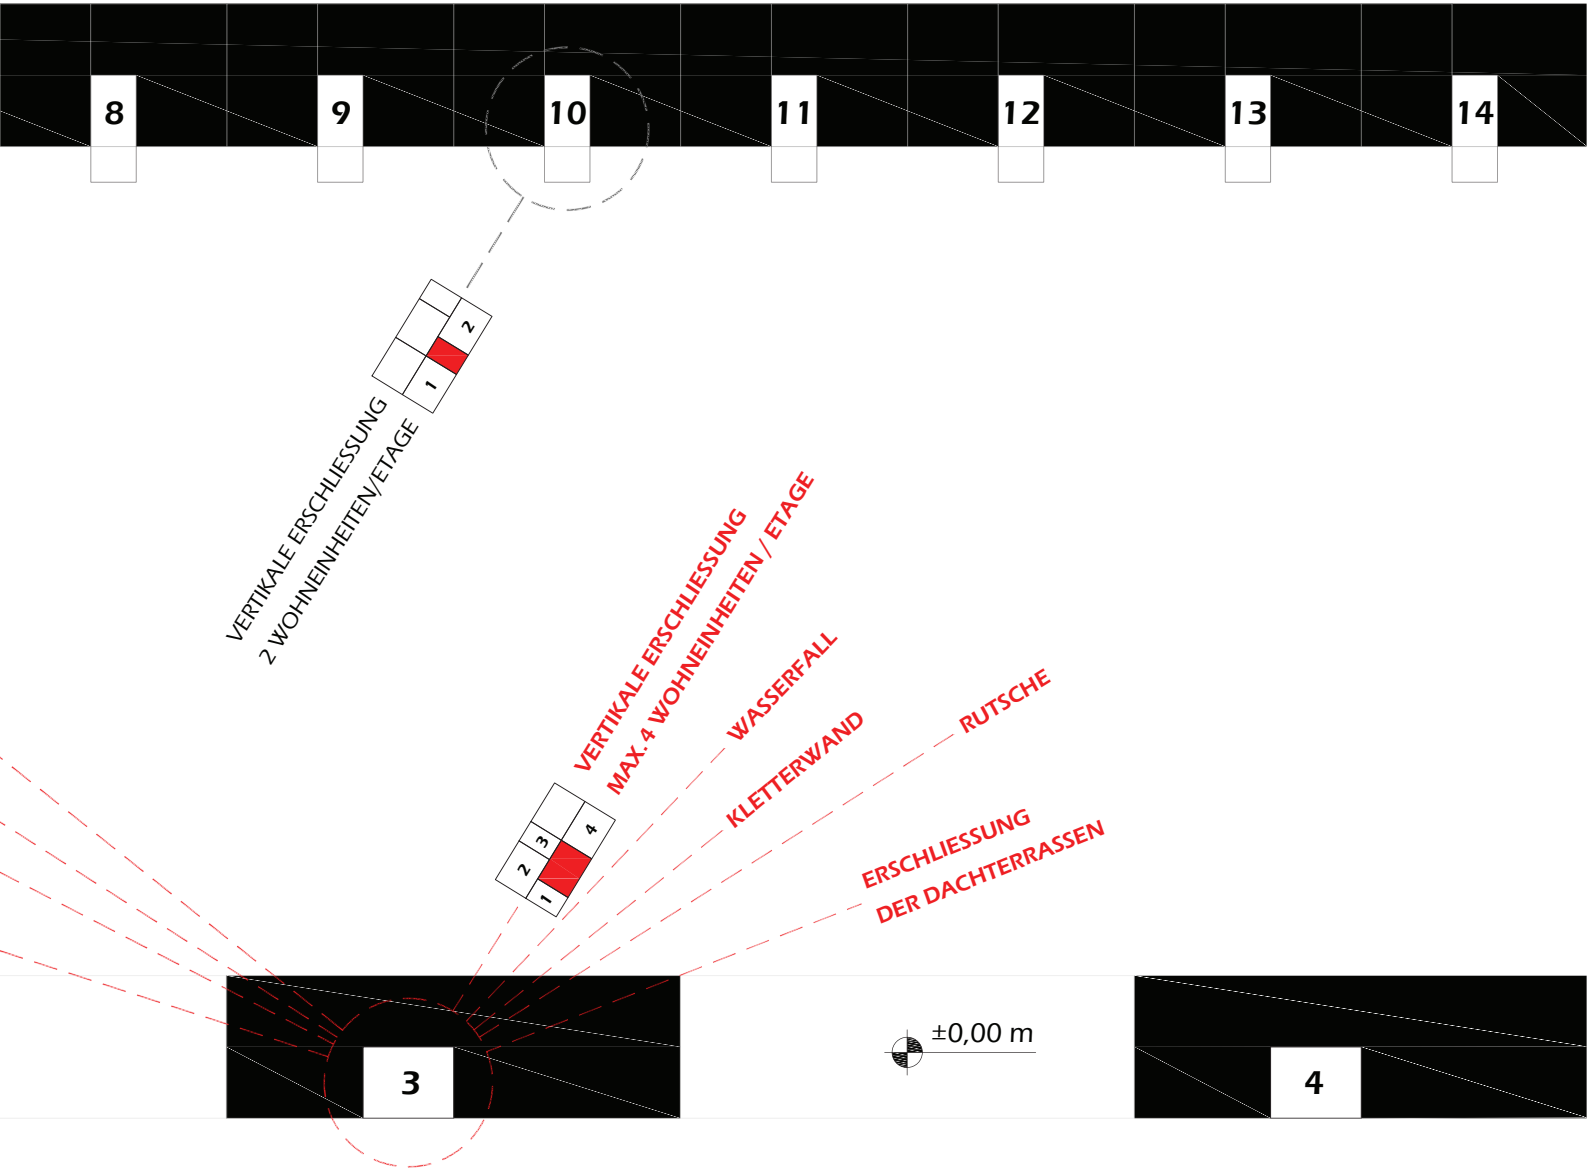 8
9
10
11
12
13
14
2
1
VERTIKALE ERSCHLIESSUNG
2 WOHNEINHEITEN/ETAGE
VERTIKALE ERSCHLIESSUNG
MAX. 4 WOHNEINHEITEN / ETAGE
WASSERFALL
KLETTERWAND
RUTSCHE
ERSCHLIESSUNG
DER DACHTERRASSEN
4
3
2
1
±0,00 m
3
4